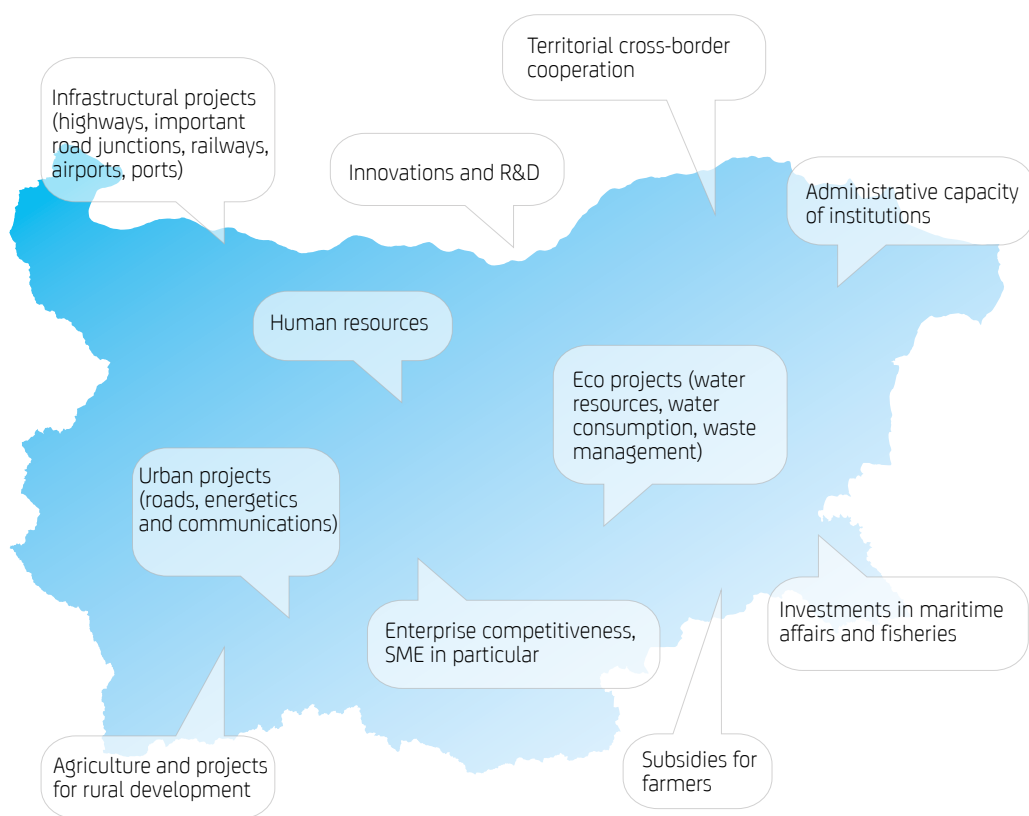 Territorial cross-border
cooperation
Infrastructural projects
(highways, important
road junctions, railways,
airports, ports)
Innovations and R&D
Administrative capacity
of institutions
Human resources
Eco projects (water
resources, water
consumption, waste
management)
Urban projects
(roads, energetics
and communications)
Enterprise competitiveness,
SME in particular
Investments in maritime
affairs and fisheries
Agriculture and projects
for rural development
Subsidies for
farmers